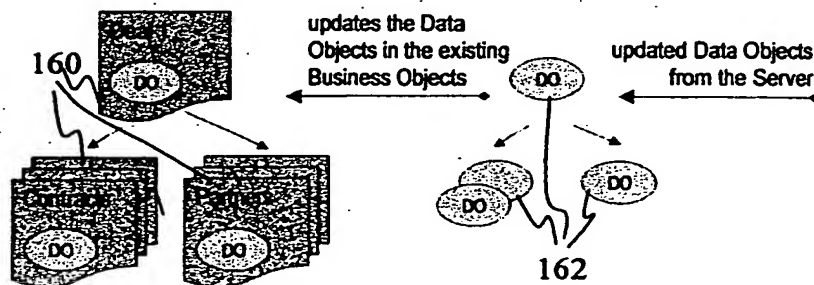 updates the Data
Objects in the existing
Business Objects
updated Data Objects
from the Server
160
DO
DO
Contracts
Partners
DO
DO
DO
DO
162